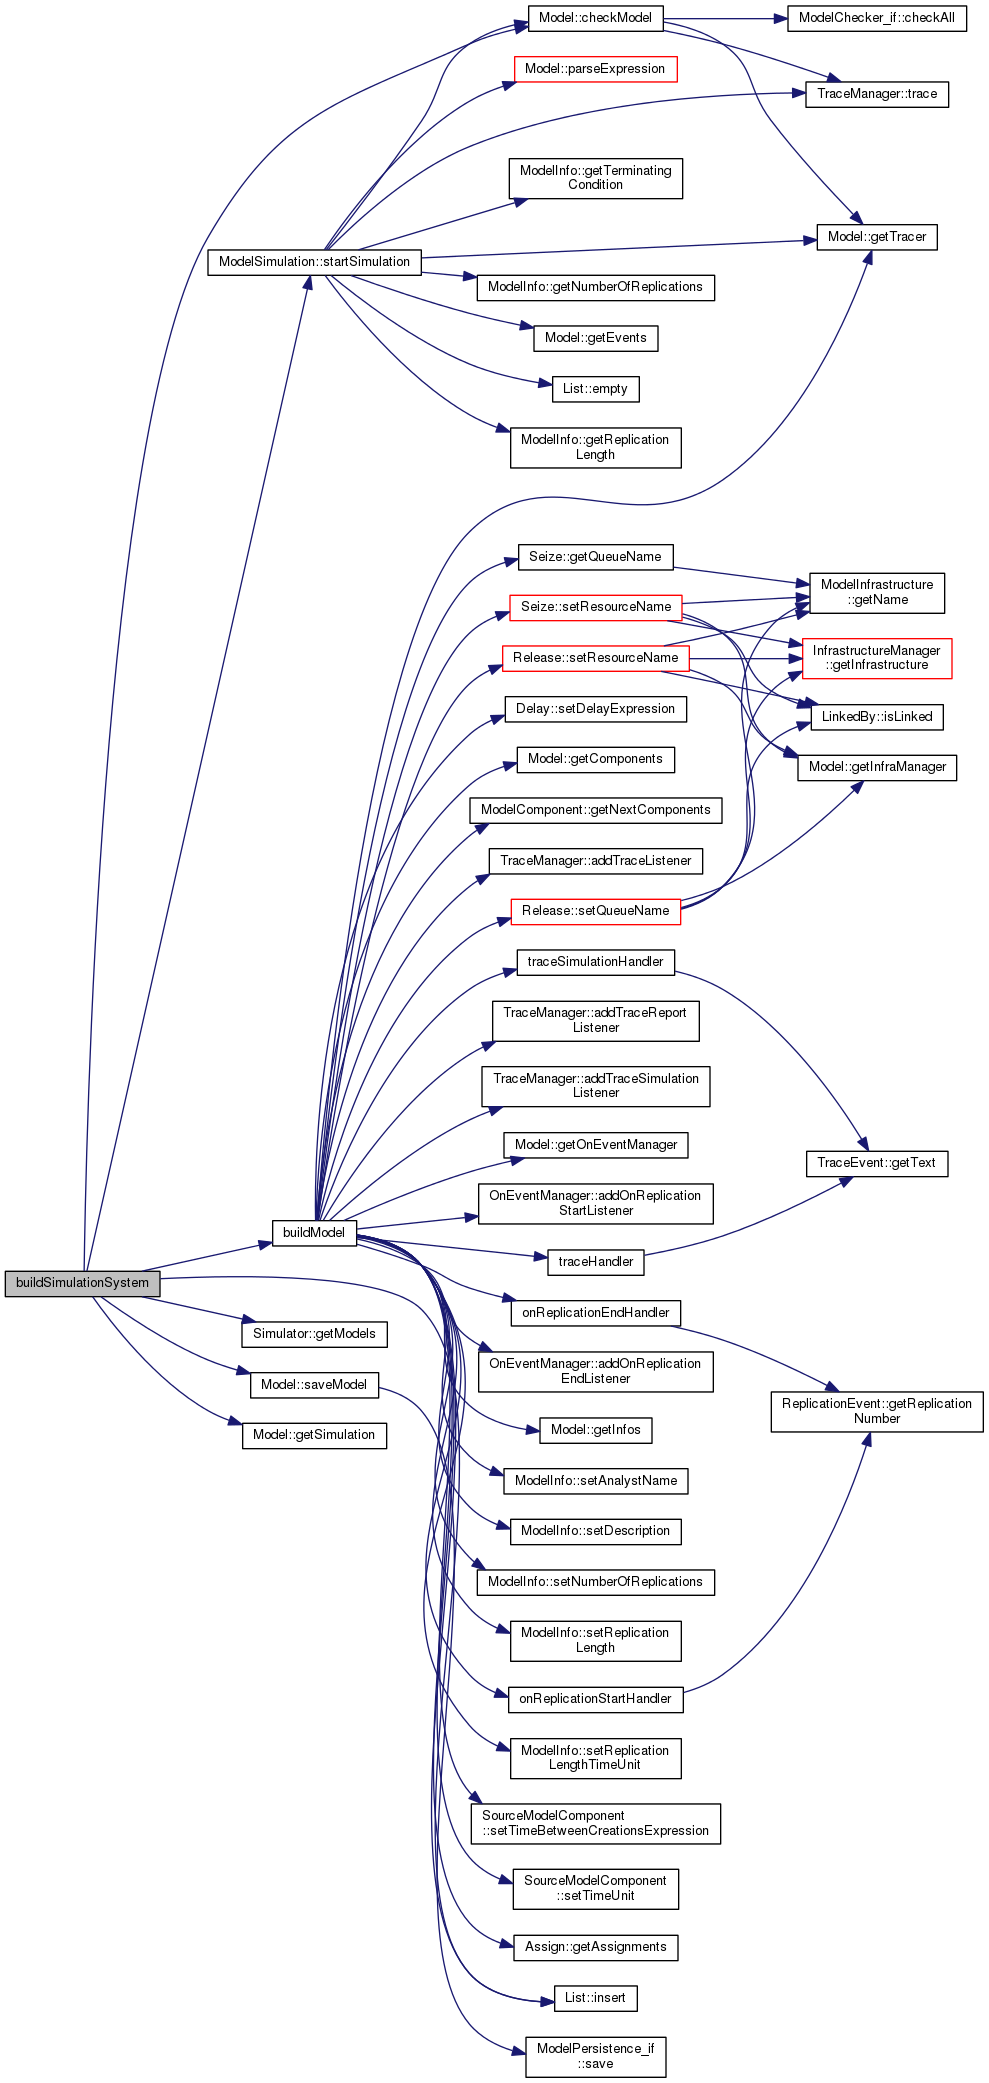 Model::checkModel
ModelChecker_if::checkAll
Model::parseExpression
TraceManager::trace
ModelInfo::getTerminating
Condition
Model::getTracer
ModelSimulation::startSimulation
ModelInfo::getNumberOfReplications
Model::getEvents
List::empty
ModelInfo::getReplication
Length
Seize::getQueueName
ModelInfrastructure
::getName
Seize::setResourceName
InfrastructureManager
::getInfrastructure
Release::setResourceName
Delay::setDelayExpression
LinkedBy::isLinked
Model::getComponents
Model::getInfraManager
ModelComponent::getNextComponents
TraceManager::addTraceListener
Release::setQueueName
traceSimulationHandler
TraceManager::addTraceReport
Listener
TraceManager::addTraceSimulation
Listener
Model::getOnEventManager
TraceEvent::getText
OnEventManager::addOnReplication
StartListener
buildModel
traceHandler
buildSimulationSystem
onReplicationEndHandler
Simulator::getModels
OnEventManager::addOnReplication
EndListener
Model::saveModel
ReplicationEvent::getReplication
Number
Model::getSimulation
Model::getInfos
ModelInfo::setAnalystName
ModelInfo::setDescription
ModelInfo::setNumberOfReplications
ModelInfo::setReplication
Length
onReplicationStartHandler
ModelInfo::setReplication
LengthTimeUnit
SourceModelComponent
::setTimeBetweenCreationsExpression
SourceModelComponent
::setTimeUnit
Assign::getAssignments
List::insert
ModelPersistence_if
::save